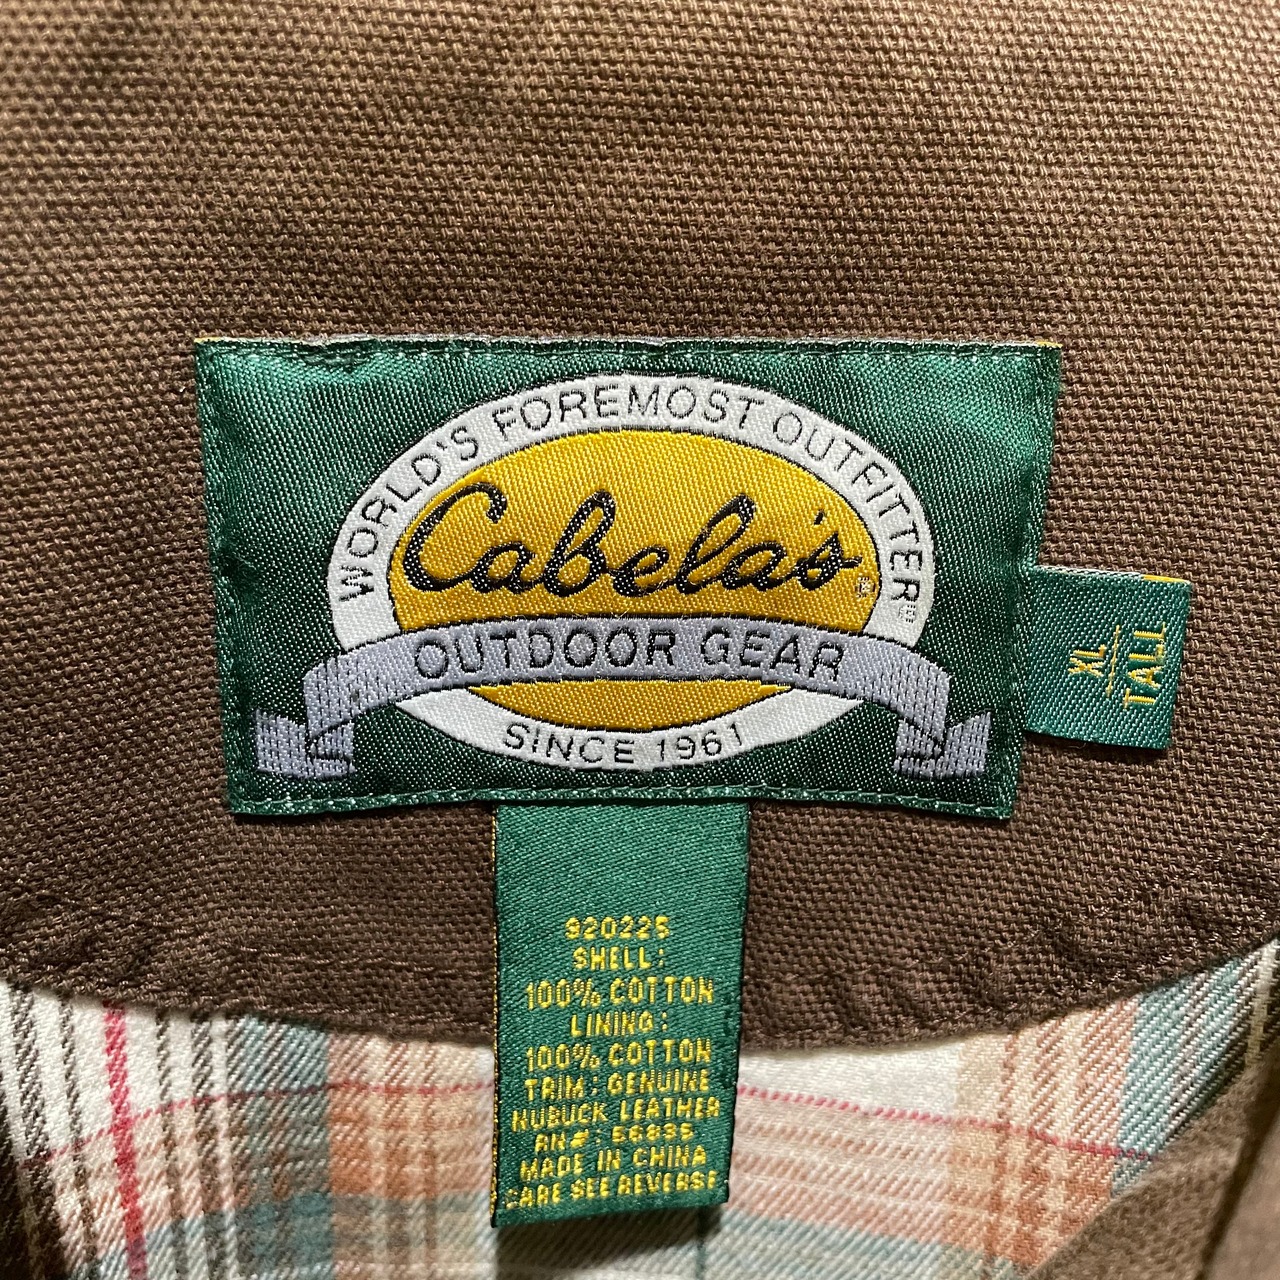 WORLD'S FOREMOST OUTFITTER®
Cabela's®
OUTDOOR GEAR
SINCE 1961
XL
TALL
920225
SHELL:
100% COTTON
LINING:
100% COTTON
TRIM: GENUINE
NUBUCK LEATHER
RN#: 56835
MADE IN CHINA
CARE SEE REVERSE